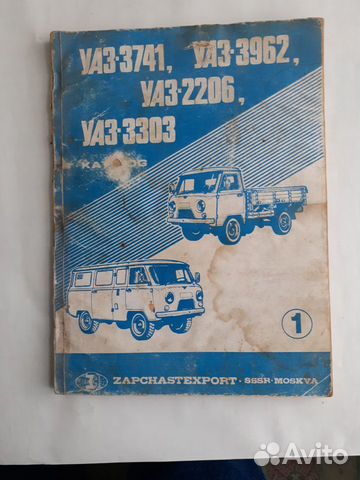 УАЗ-3741, УАЗ-3962,
УАЗ-2206,
УАЗ-3303
KATALOG
1
ZAPCHASTEXPORT · SSSR · MOSKVA
Avito